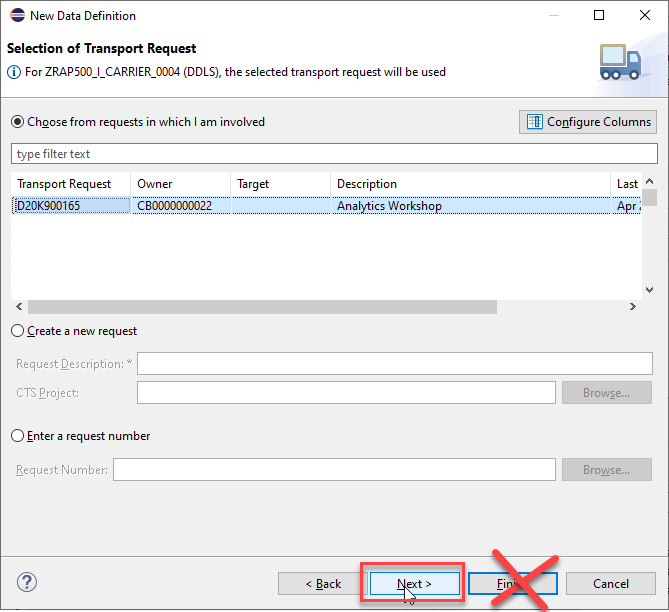 New Data Definition
Selection of Transport Request
For ZRAP500_I_CARRIER_0004 (DDLS), the selected transport request will be used
Choose from requests in which I am involved
Configure Columns
type filter text
Transport Request Owner Target Description Last
D20K900165 CB0000000022 Analytics Workshop Apr
Create a new request
Request Description: *
CTS Project: Browse...
Enter a request number
Request Number: Browse...
? < Back Next > Cancel